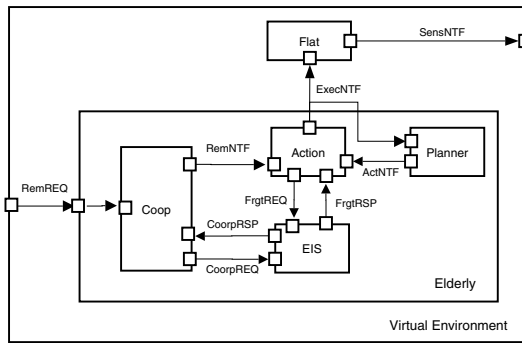 SensNTF
Flat
ExecNTF
RemNTF
Action
Planner
ActNTF
RemREQ
Coop
FrgtREQ
FrgtRSP
CoorpRSP
EIS
CoorpREQ
Elderly
Virtual Environment